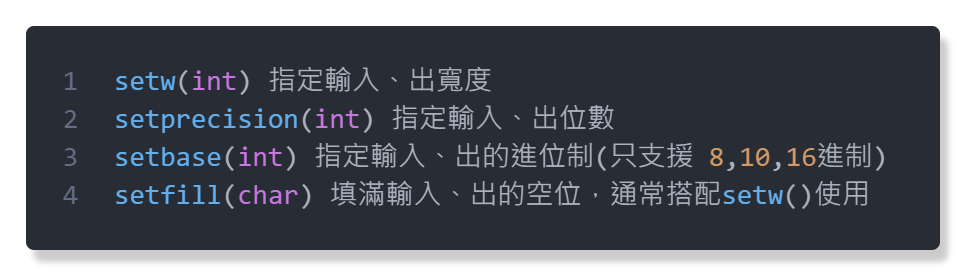 1 setw(int) 指定輸入、出寬度
2 setprecision(int) 指定輸入、出位數
3 setbase(int) 指定輸入、出的進位制(只支援 8,10,16進制)
4 setfill(char) 填滿輸入、出的空位，通常搭配setw()使用